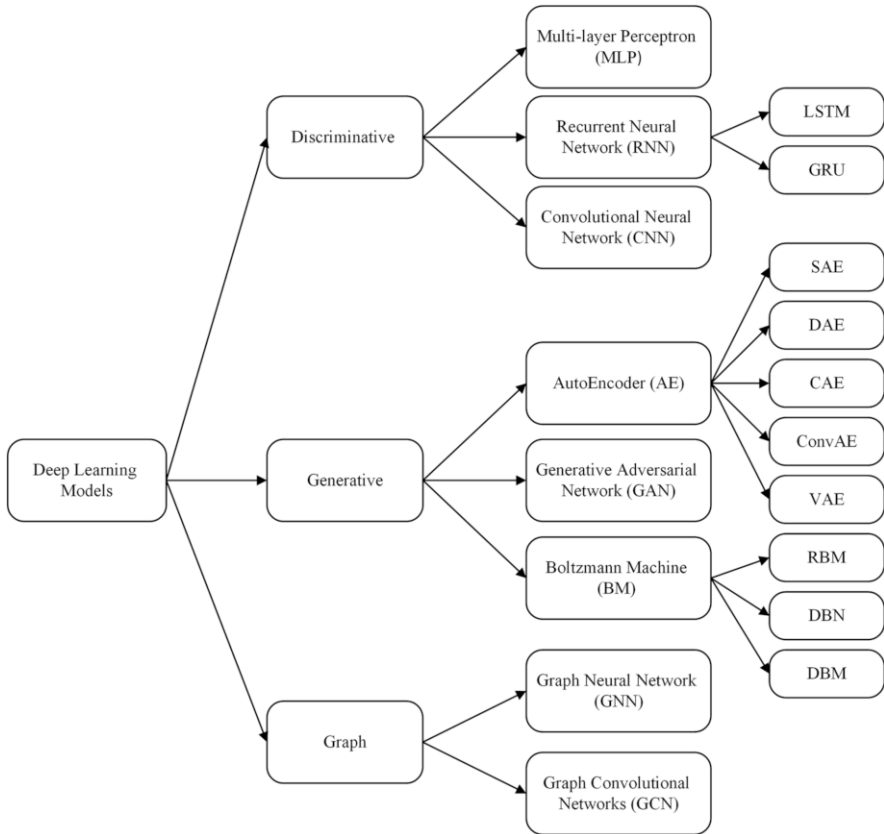 Multi-layer Perceptron
(MLP)
Discriminative
Recurrent Neural
Network (RNN)
LSTM
GRU
Convolutional Neural
Network (CNN)
SAE
DAE
AutoEncoder (AE)
CAE
ConvAE
Deep Learning
Models
Generative
Generative Adversarial
Network (GAN)
VAE
Boltzmann Machine
(BM)
RBM
DBN
DBM
Graph Neural Network
(GNN)
Graph
Graph Convolutional
Networks (GCN)